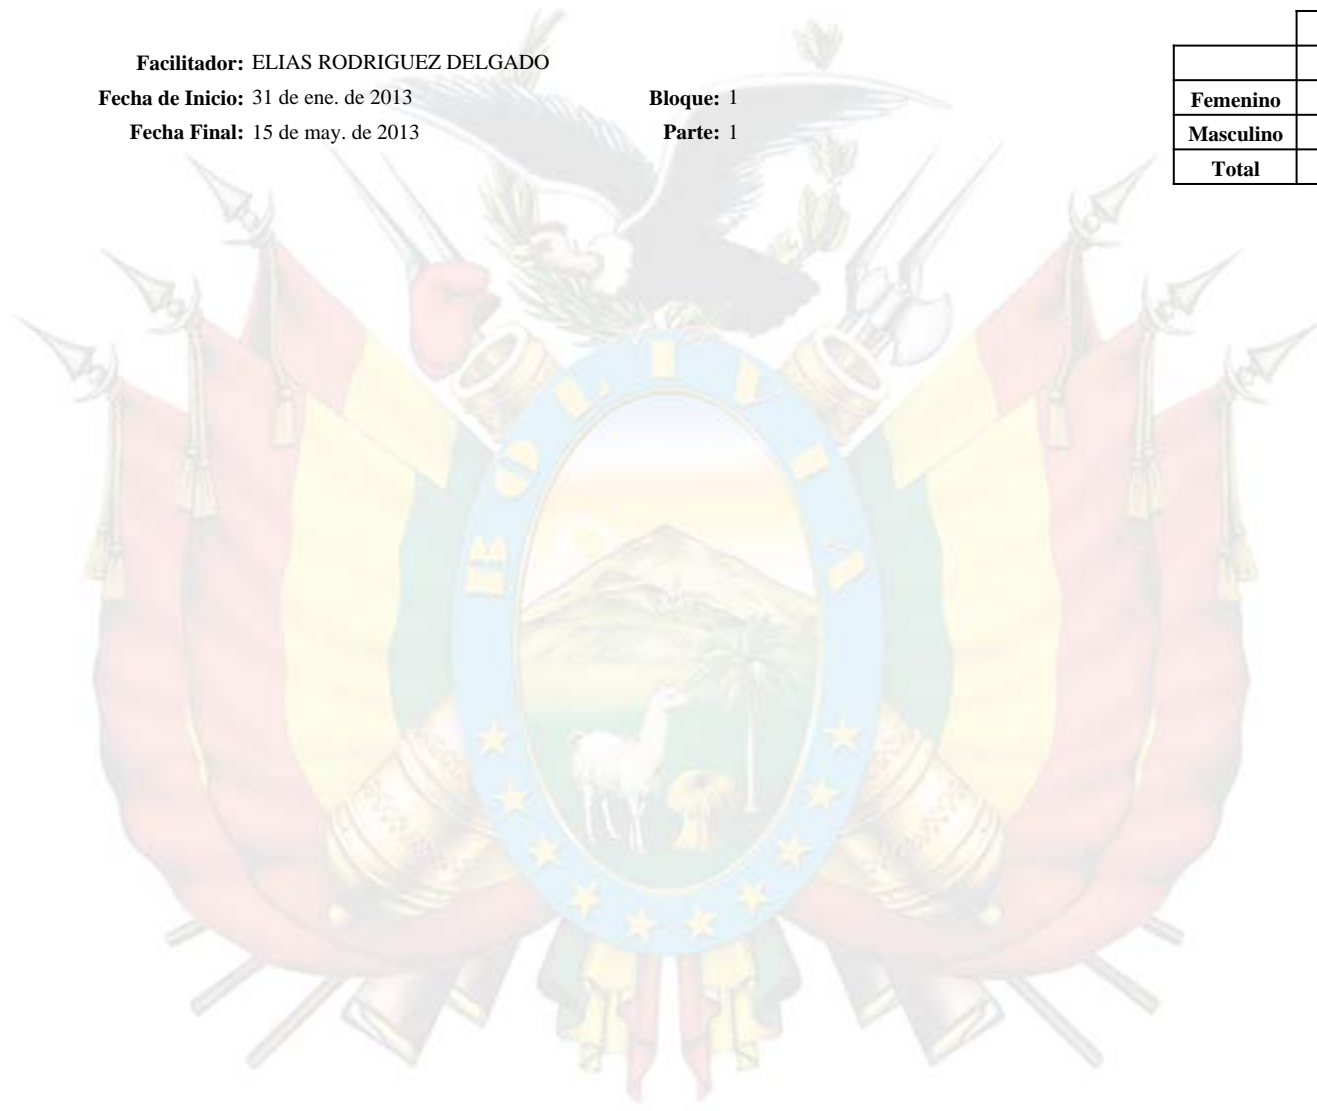 Facilitador: ELIAS RODRIGUEZ DELGADO
Fecha de Inicio: 31 de ene. de 2013 Bloque: 1
Fecha Final: 15 de may. de 2013 Parte: 1
Femenino
Masculino
Total
BOLIVIA